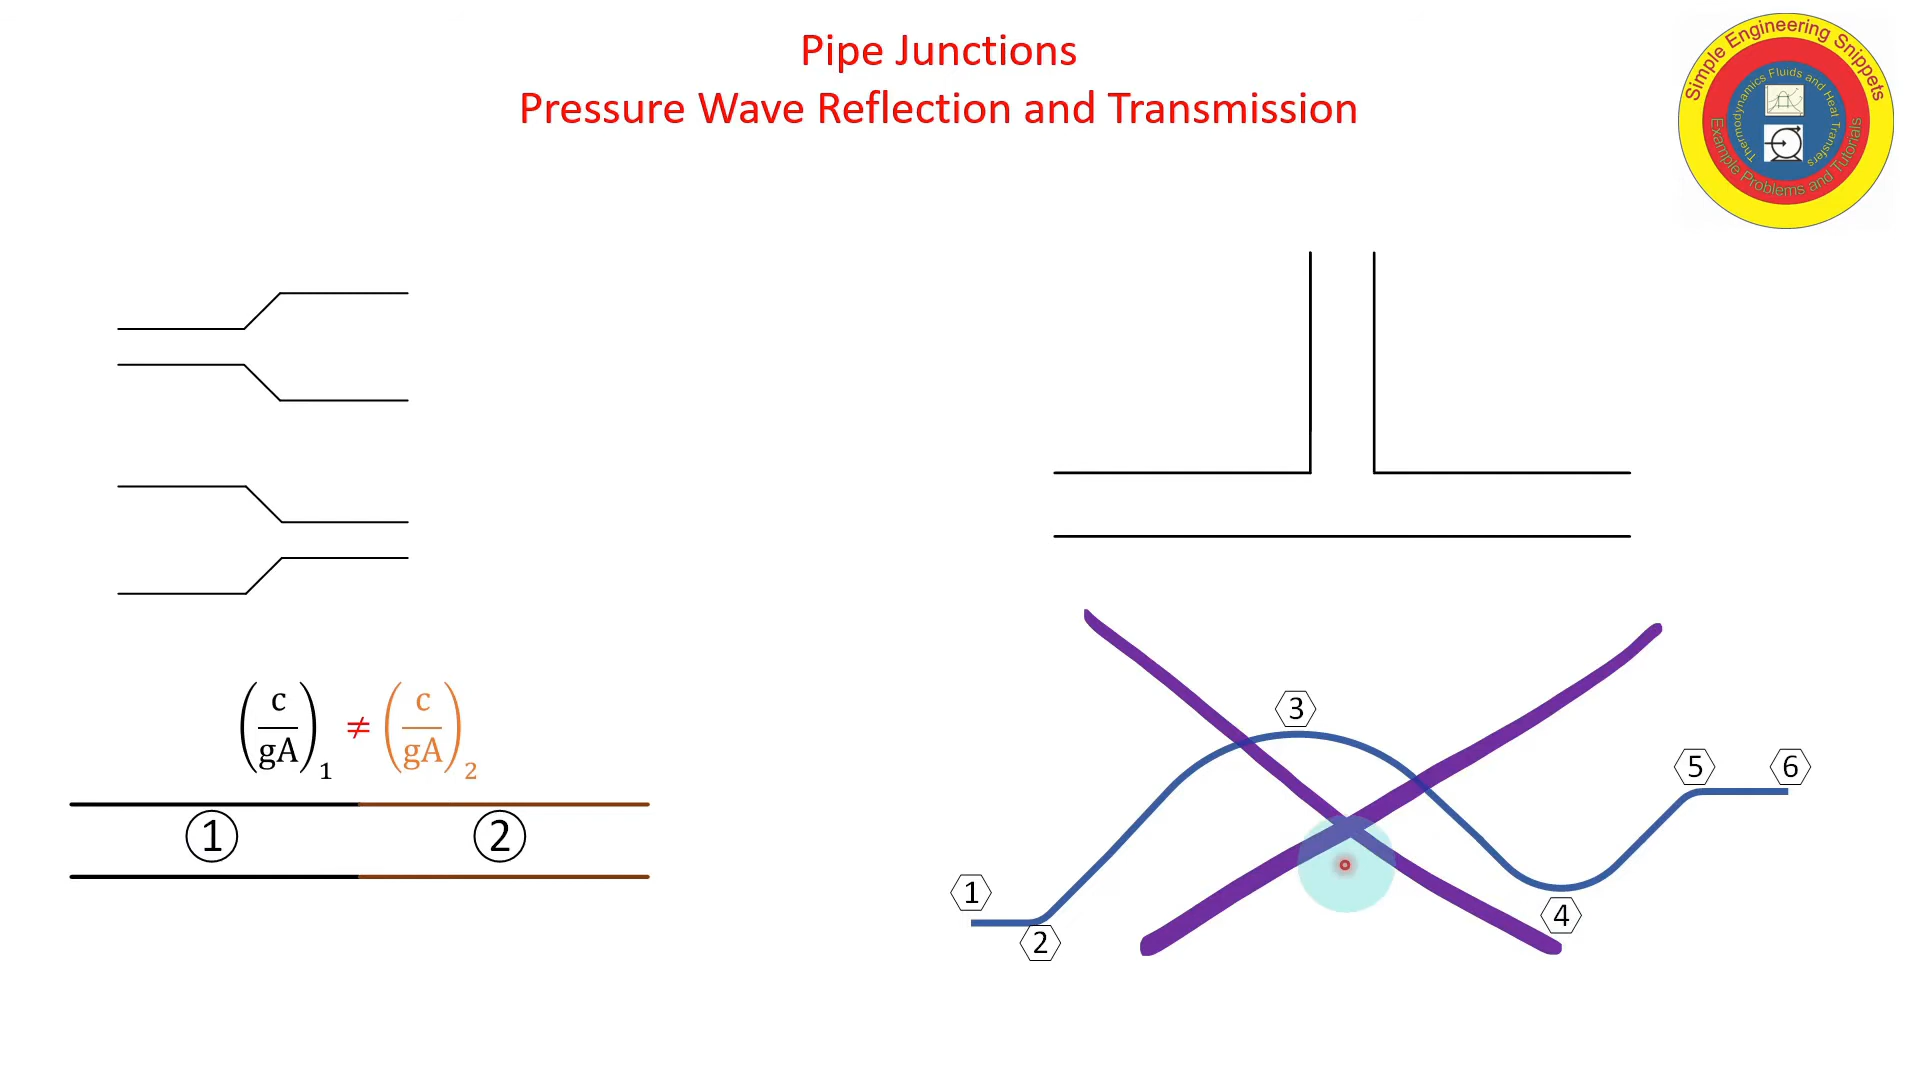 Pipe Junctions
Pressure Wave Reflection and Transmission
Simple Engineering Snippets
Thermodynamics Fluids and Heat Transfers
Example Problems and Tutorials
(c/gA)₁ ≠ (c/gA)₂
① ②
1
2
3
4
5
6